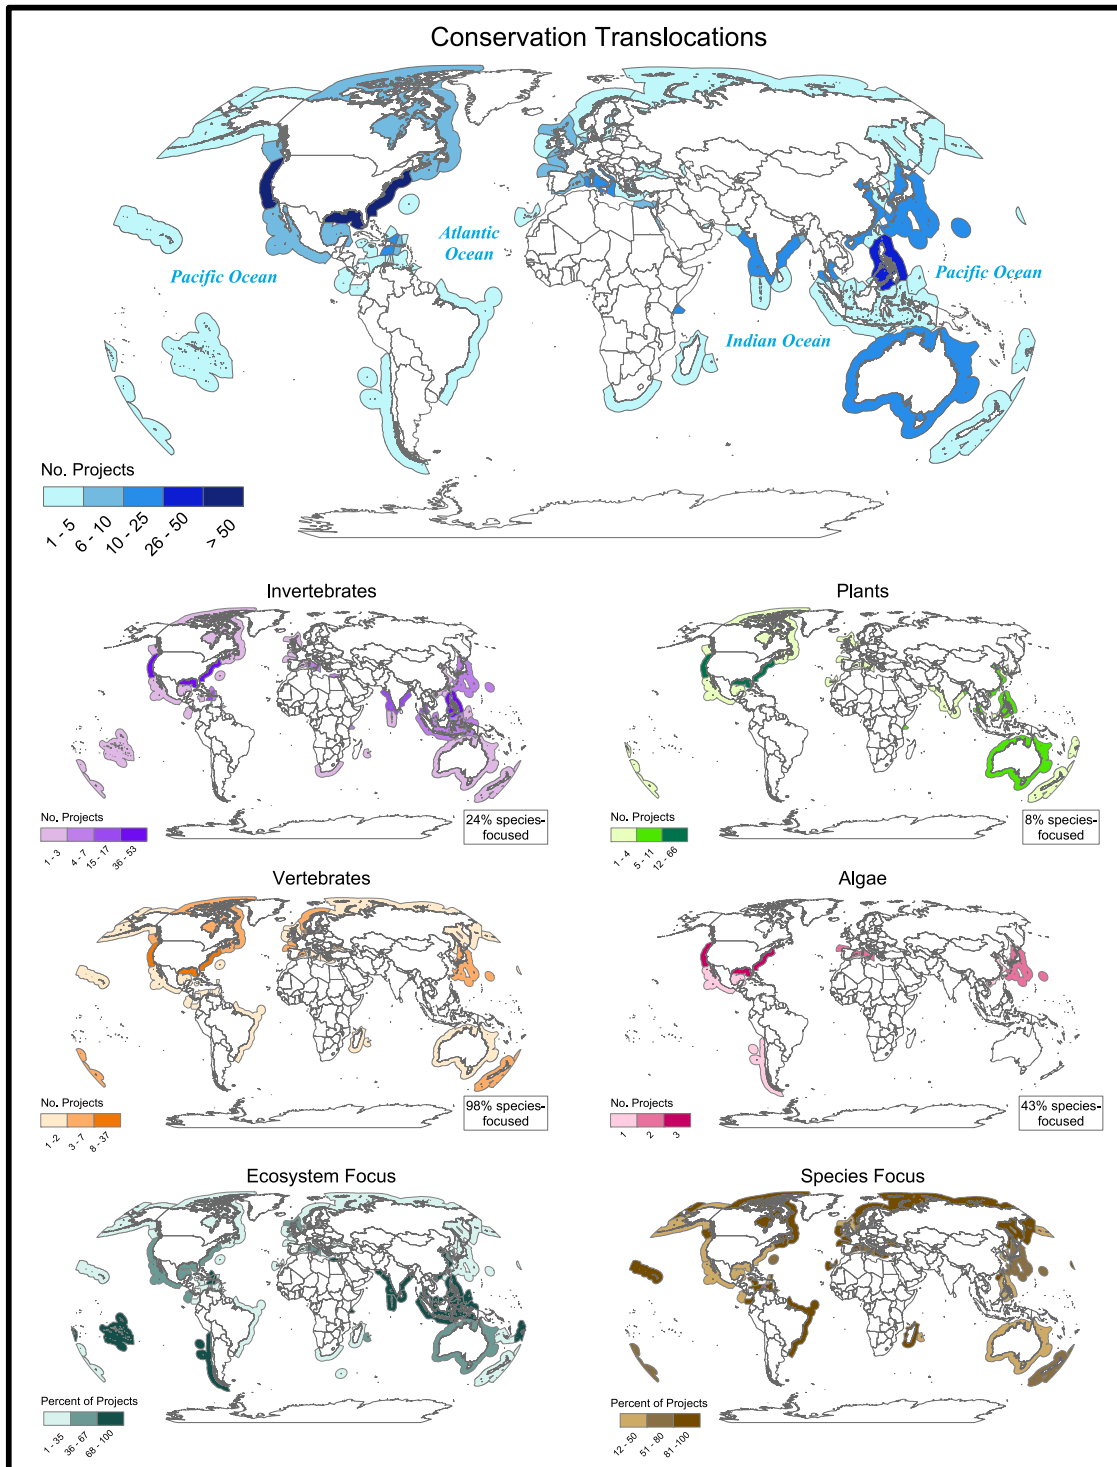 Conservation Translocations
Atlantic
Ocean
Pacific Ocean
Pacific Ocean
Indian Ocean
No. Projects
1 - 5
6 - 10
10 - 25
26 - 50
> 50
Invertebrates
No. Projects
1 - 3
4 - 7
15 - 17
36 - 53
24% species-
focused
Plants
No. Projects
1 - 4
5 - 11
12 - 66
8% species-
focused
Vertebrates
No. Projects
1 - 2
3 - 7
8 - 37
98% species-
focused
Algae
No. Projects
1
2
3
43% species-
focused
Ecosystem Focus
Percent of Projects
1 - 35
36 - 67
68 - 100
Species Focus
Percent of Projects
12 - 50
51 - 80
81 -100